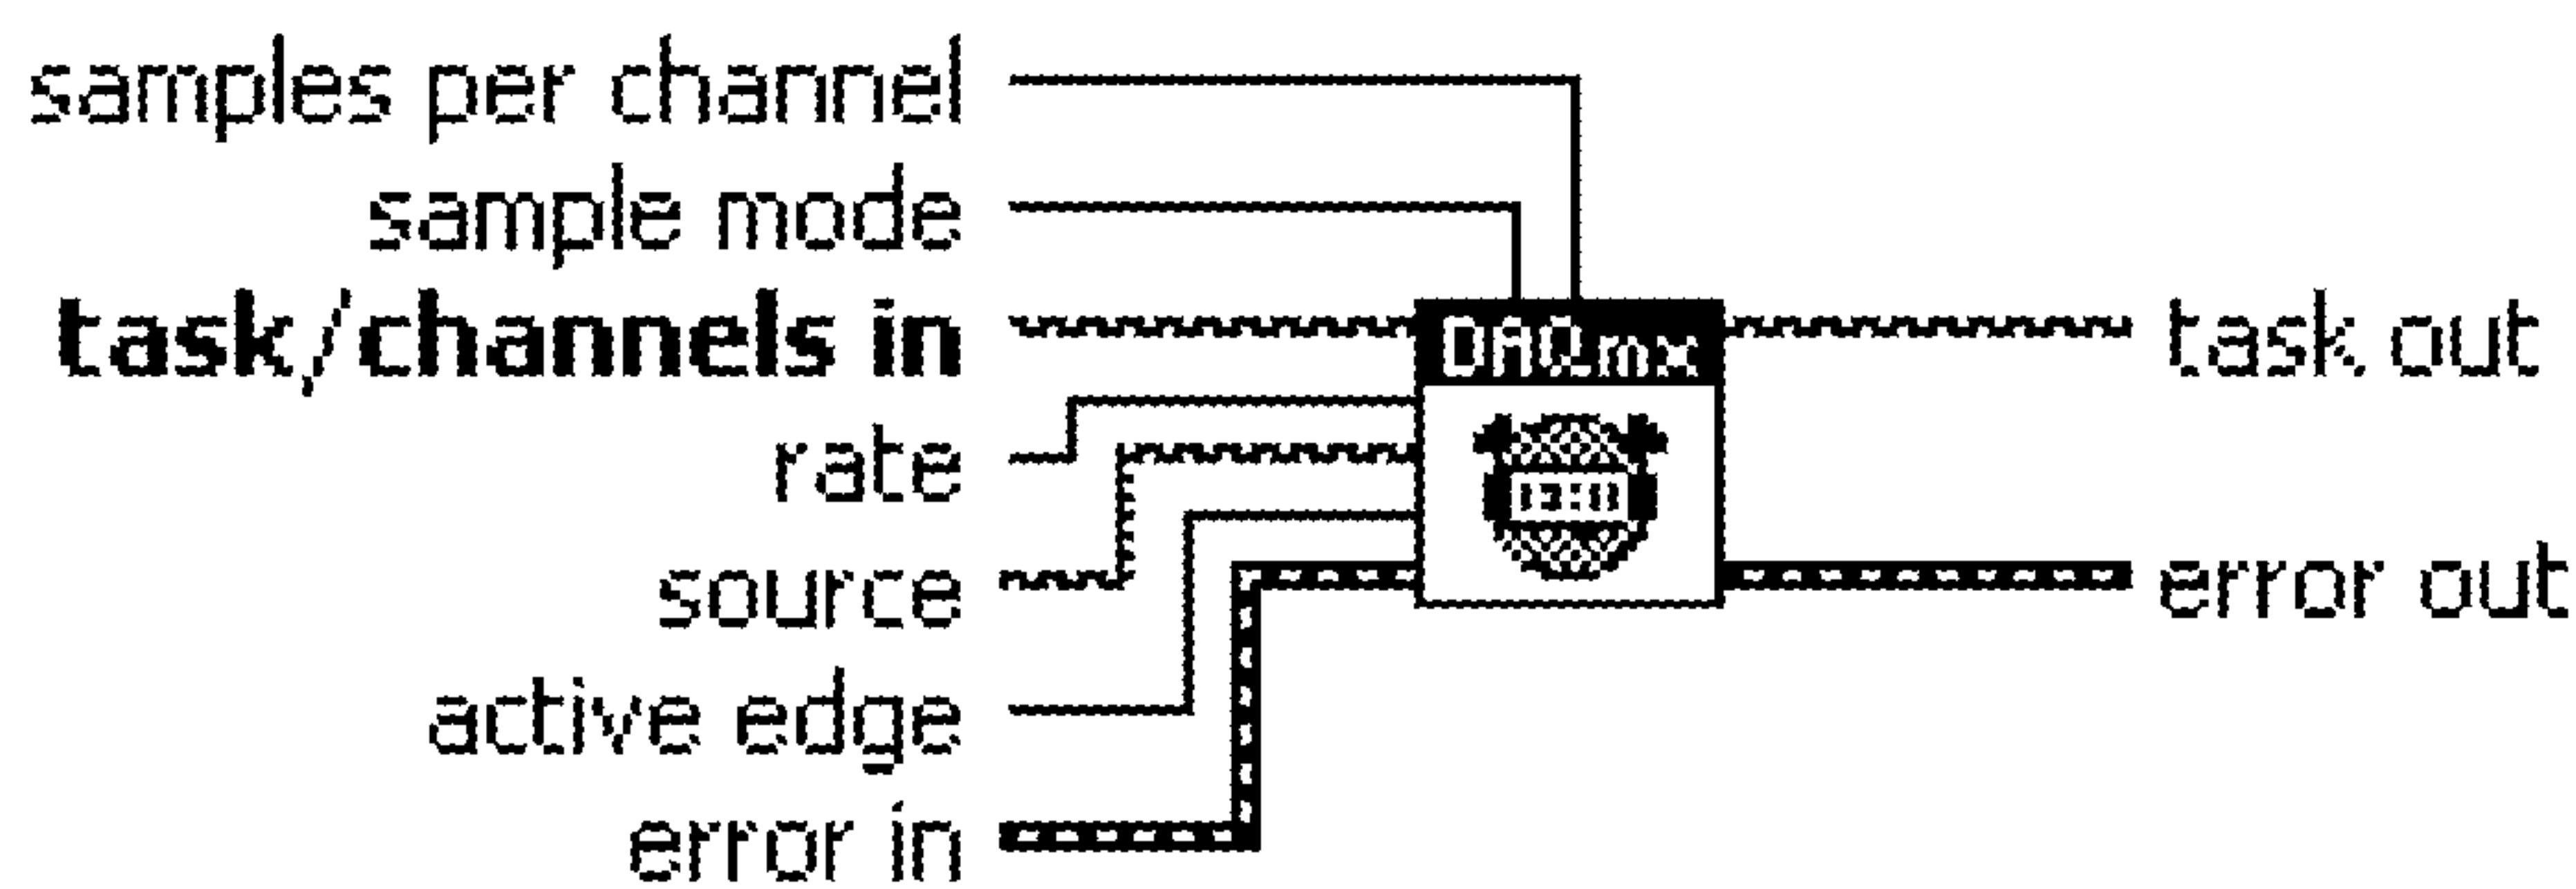 samples per channel
sample mode
task/channels in
rate
source
active edge
error in
DAQmx
task out
error out